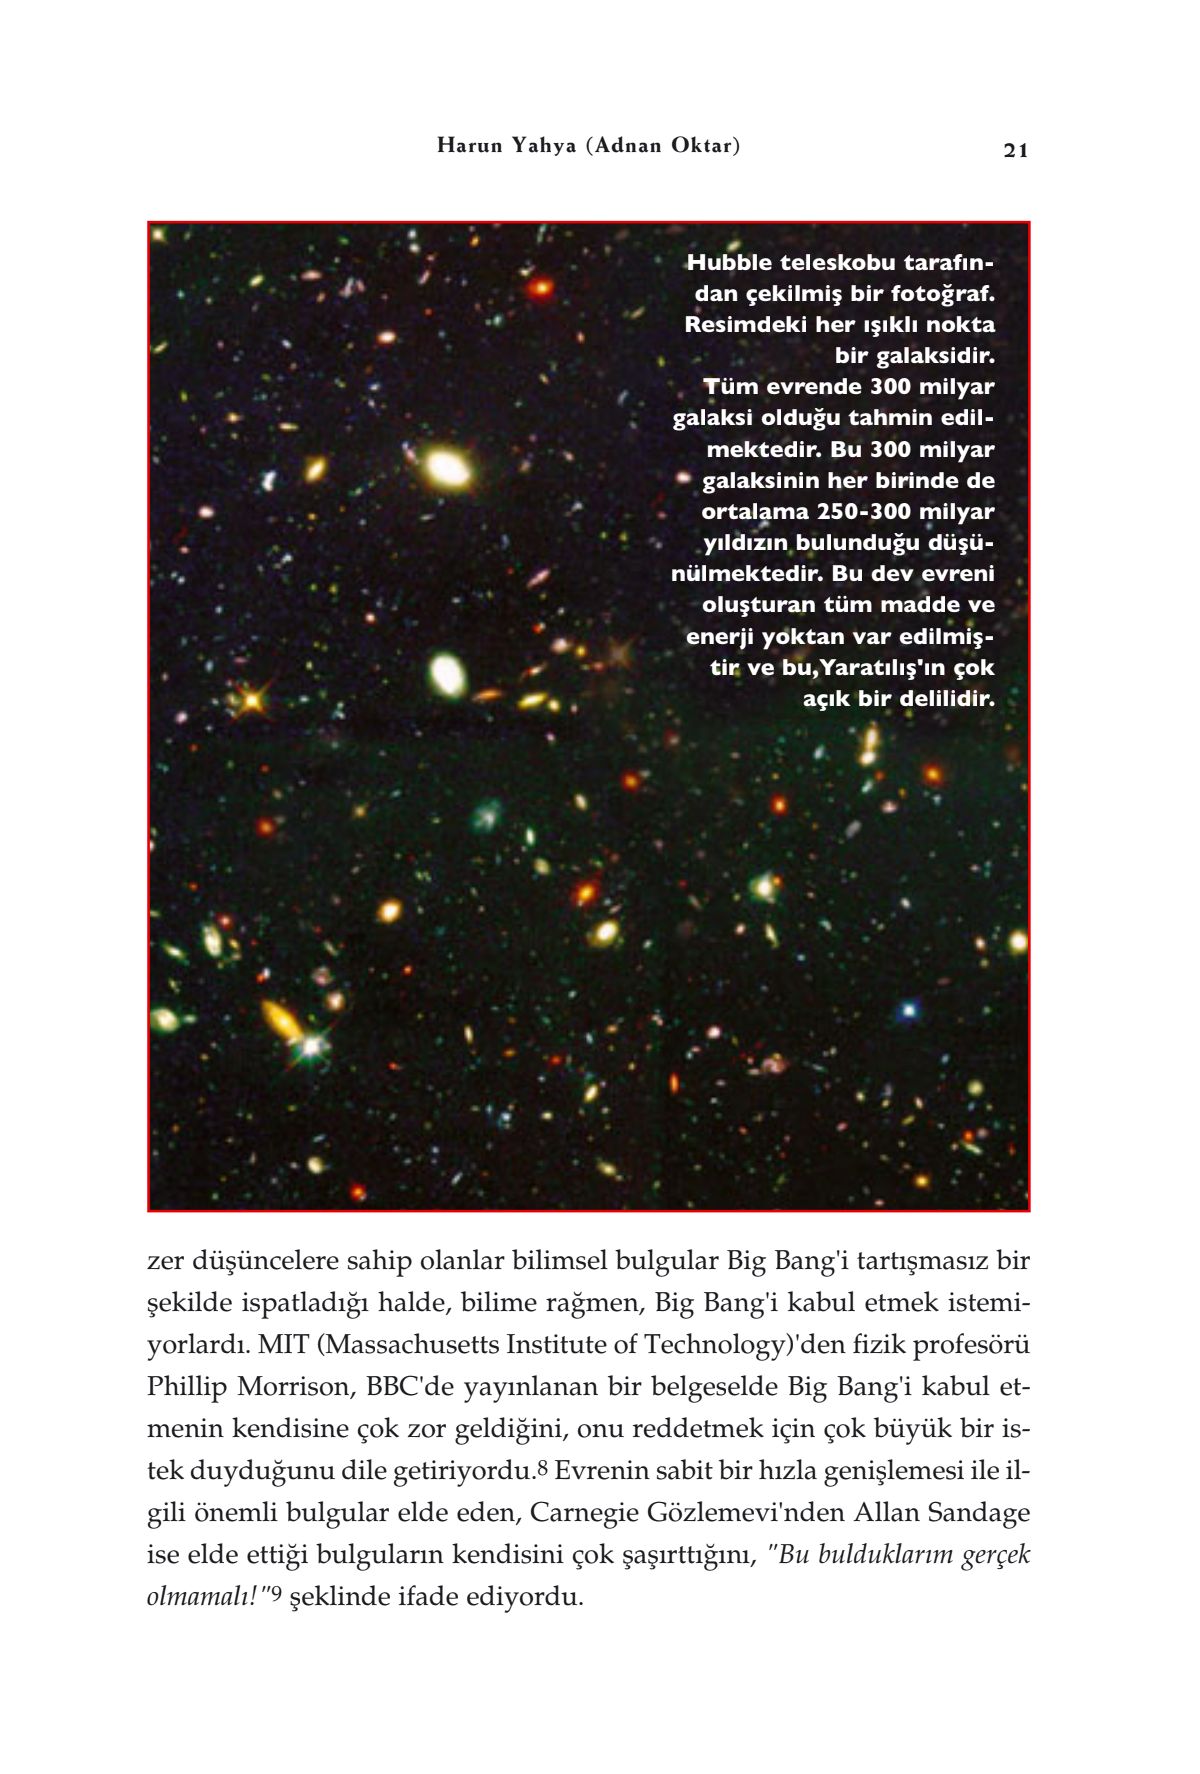 Harun Yahya (Adnan Oktar)
21
Hubble teleskobu tarafın-
dan çekilmiş bir fotoğraf.
Resimdeki her ışıklı nokta
bir galaksidir.
Tüm evrende 300 milyar
galaksi olduğu tahmin edil-
mektedir. Bu 300 milyar
galaksinin her birinde de
ortalama 250-300 milyar
yıldızın bulunduğu düşü-
nülmektedir. Bu dev evreni
oluşturan tüm madde ve
enerji yoktan var edilmiş-
tir ve bu,Yaratılış'ın çok
açık bir delilidir.
zer düşüncelere sahip olanlar bilimsel bulgular Big Bang'i tartışmasız bir
şekilde ispatladığı halde, bilime rağmen, Big Bang'i kabul etmek istemi-
yorlardı. MIT (Massachusetts Institute of Technology)'den fizik profesörü
Phillip Morrison, BBC'de yayınlanan bir belgeselde Big Bang'i kabul et-
menin kendisine çok zor geldiğini, onu reddetmek için çok büyük bir is-
tek duyduğunu dile getiriyordu.8 Evrenin sabit bir hızla genişlemesi ile il-
gili önemli bulgular elde eden, Carnegie Gözlemevi'nden Allan Sandage
ise elde ettiği bulguların kendisini çok şaşırttığını, "Bu bulduklarım gerçek
olmamalı!"9 şeklinde ifade ediyordu.